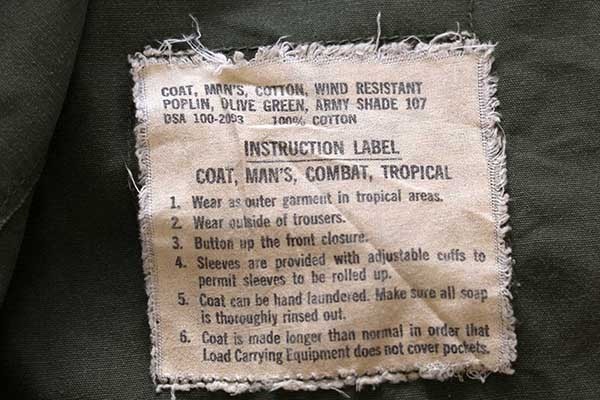 COAT, MAN'S, COTTON, WIND RESISTANT
POPLIN, OLIVE GREEN, ARMY SHADE 107
DSA 100-2093 100% COTTON
INSTRUCTION LABEL
COAT, MAN'S, COMBAT, TROPICAL
1. Wear as outer garment in tropical areas.
2. Wear outside of trousers.
3. Button up the front closure.
4. Sleeves are provided with adjustable cuffs to
permit sleeves to be rolled up.
5. Coat can be hand laundered. Make sure all soap
is thoroughly rinsed out.
6. Coat is made longer than normal in order that
Load Carrying Equipment does not cover pockets.